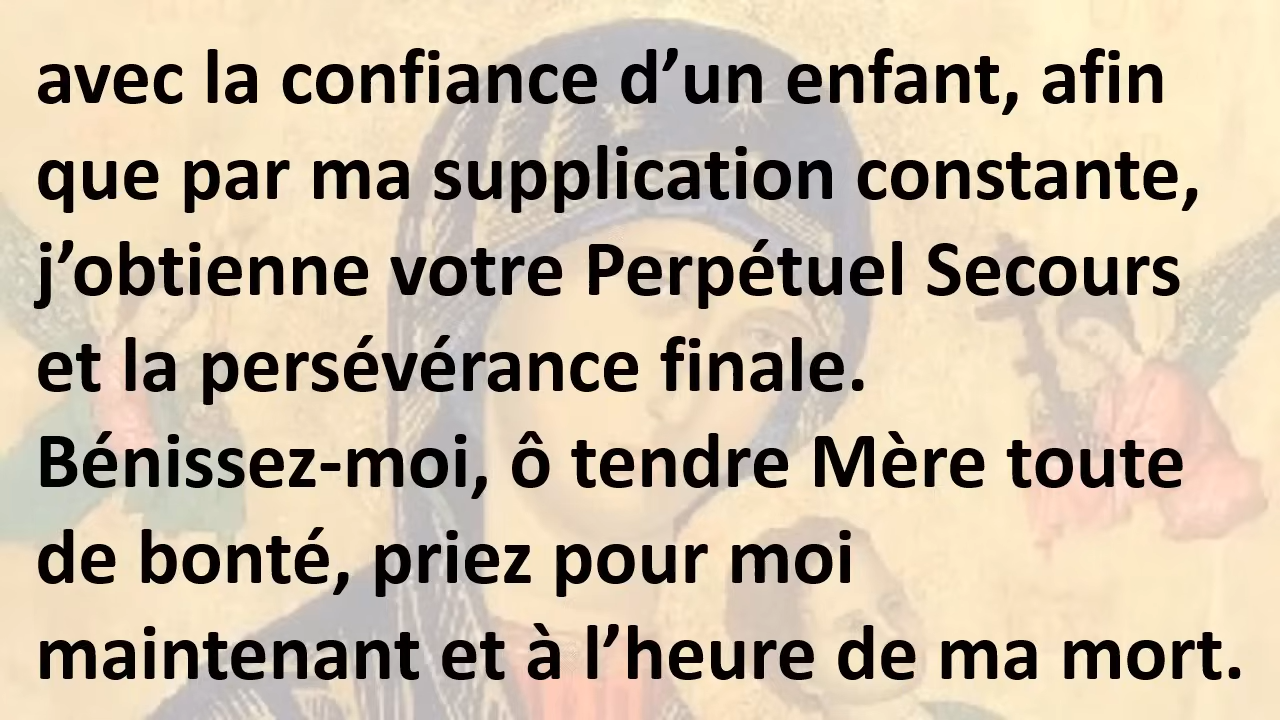 avec la confiance d’un enfant, afin
que par ma supplication constante,
j’obtienne votre Perpétuel Secours
et la persévérance finale.
Bénissez-moi, ô tendre Mère toute
de bonté, priez pour moi
maintenant et à l’heure de ma mort.